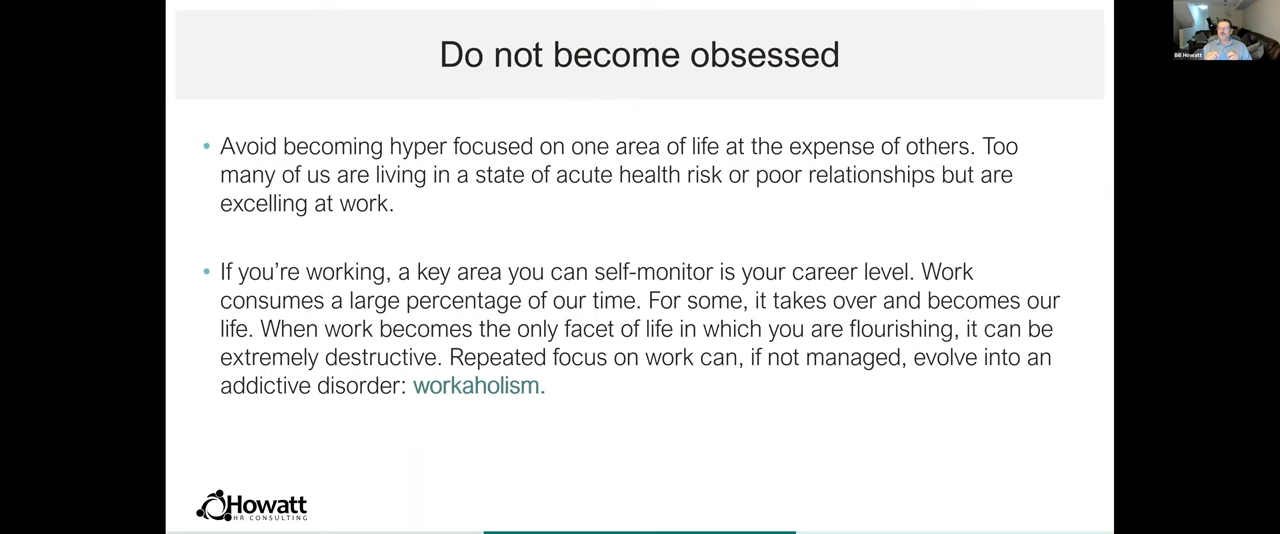 Do not become obsessed
Bill Howatt
• Avoid becoming hyper focused on one area of life at the expense of others. Too
many of us are living in a state of acute health risk or poor relationships but are
excelling at work.
• If you're working, a key area you can self-monitor is your career level. Work
consumes a large percentage of our time. For some, it takes over and becomes our
life. When work becomes the only facet of life in which you are flourishing, it can be
extremely destructive. Repeated focus on work can, if not managed, evolve into an
addictive disorder: workaholism.
Howatt
HR CONSULTING